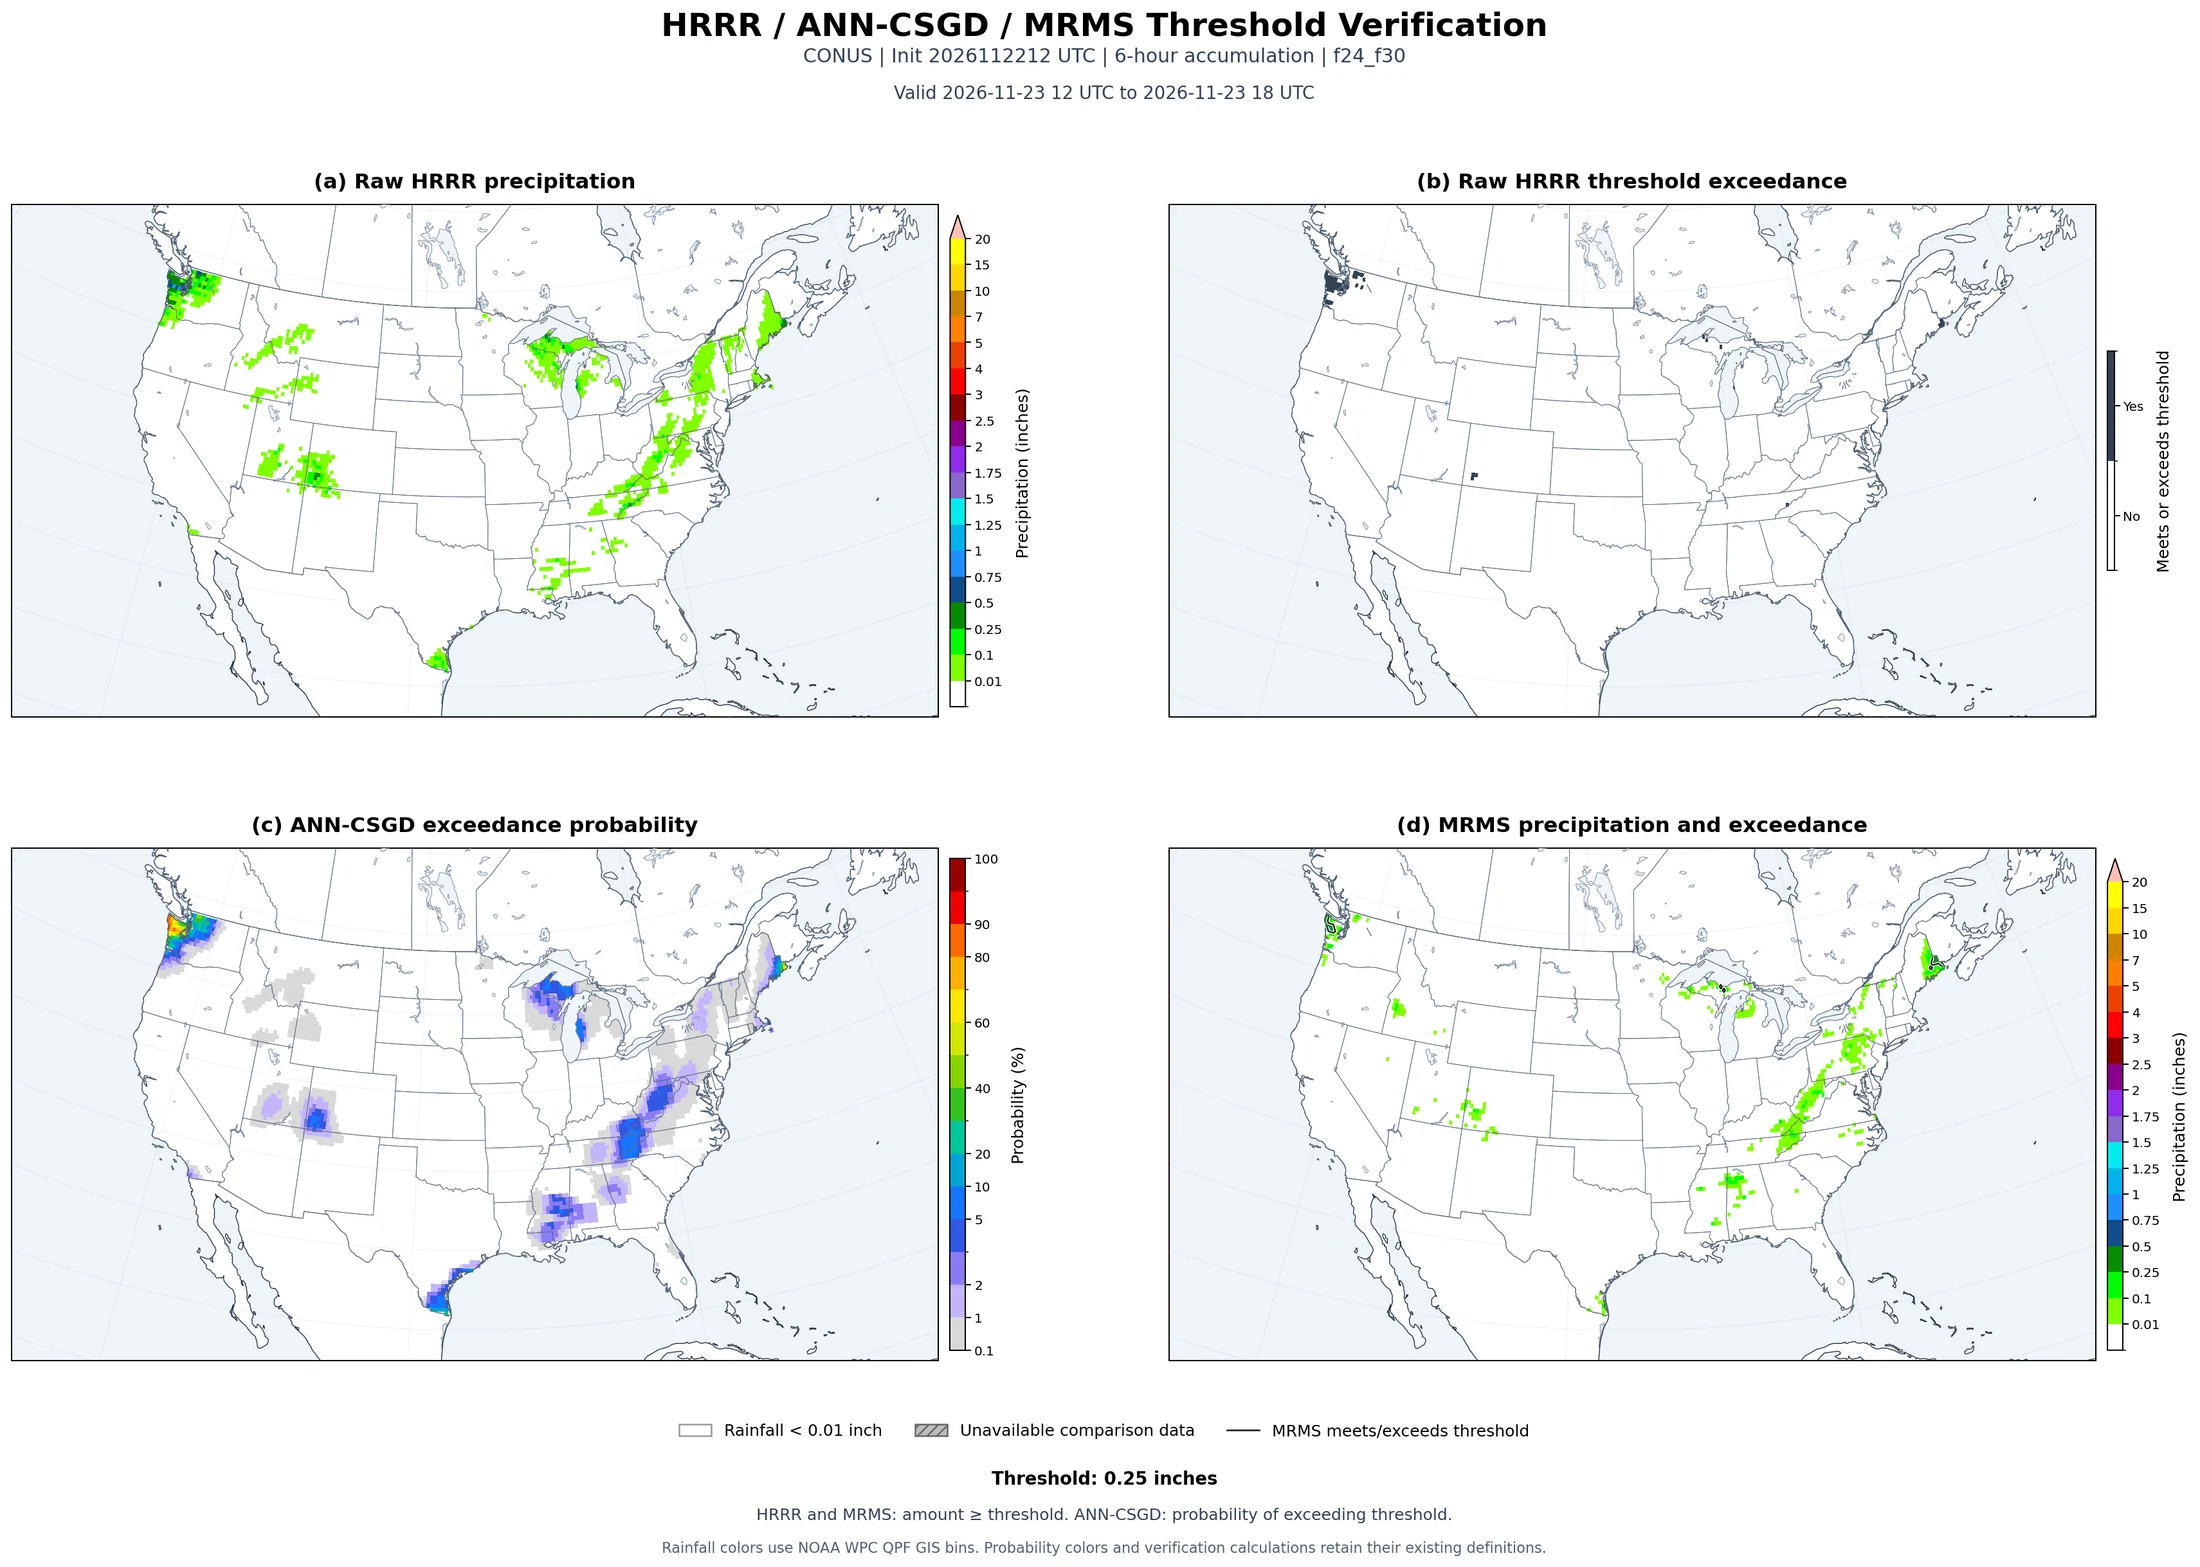 HRRR / ANN-CSGD / MRMS Threshold Verification
CONUS | Init 2026112212 UTC | 6-hour accumulation | f24_f30
Valid 2026-11-23 12 UTC to 2026-11-23 18 UTC
(a) Raw HRRR precipitation
20
15
10
7
5
4
3
2.5
2
1.75
1.5
1.25
1
0.75
0.5
0.25
0.1
0.01
Precipitation (inches)
(b) Raw HRRR threshold exceedance
Yes
No
Meets or exceeds threshold
(c) ANN-CSGD exceedance probability
100
90
80
60
40
20
10
5
2
1
0.1
Probability (%)
(d) MRMS precipitation and exceedance
20
15
10
7
5
4
3
2.5
2
1.75
1.5
1.25
1
0.75
0.5
0.25
0.1
0.01
Precipitation (inches)
Rainfall < 0.01 inch
Unavailable comparison data
MRMS meets/exceeds threshold
Threshold: 0.25 inches
HRRR and MRMS: amount ≥ threshold. ANN-CSGD: probability of exceeding threshold.
Rainfall colors use NOAA WPC QPF GIS bins. Probability colors and verification calculations retain their existing definitions.